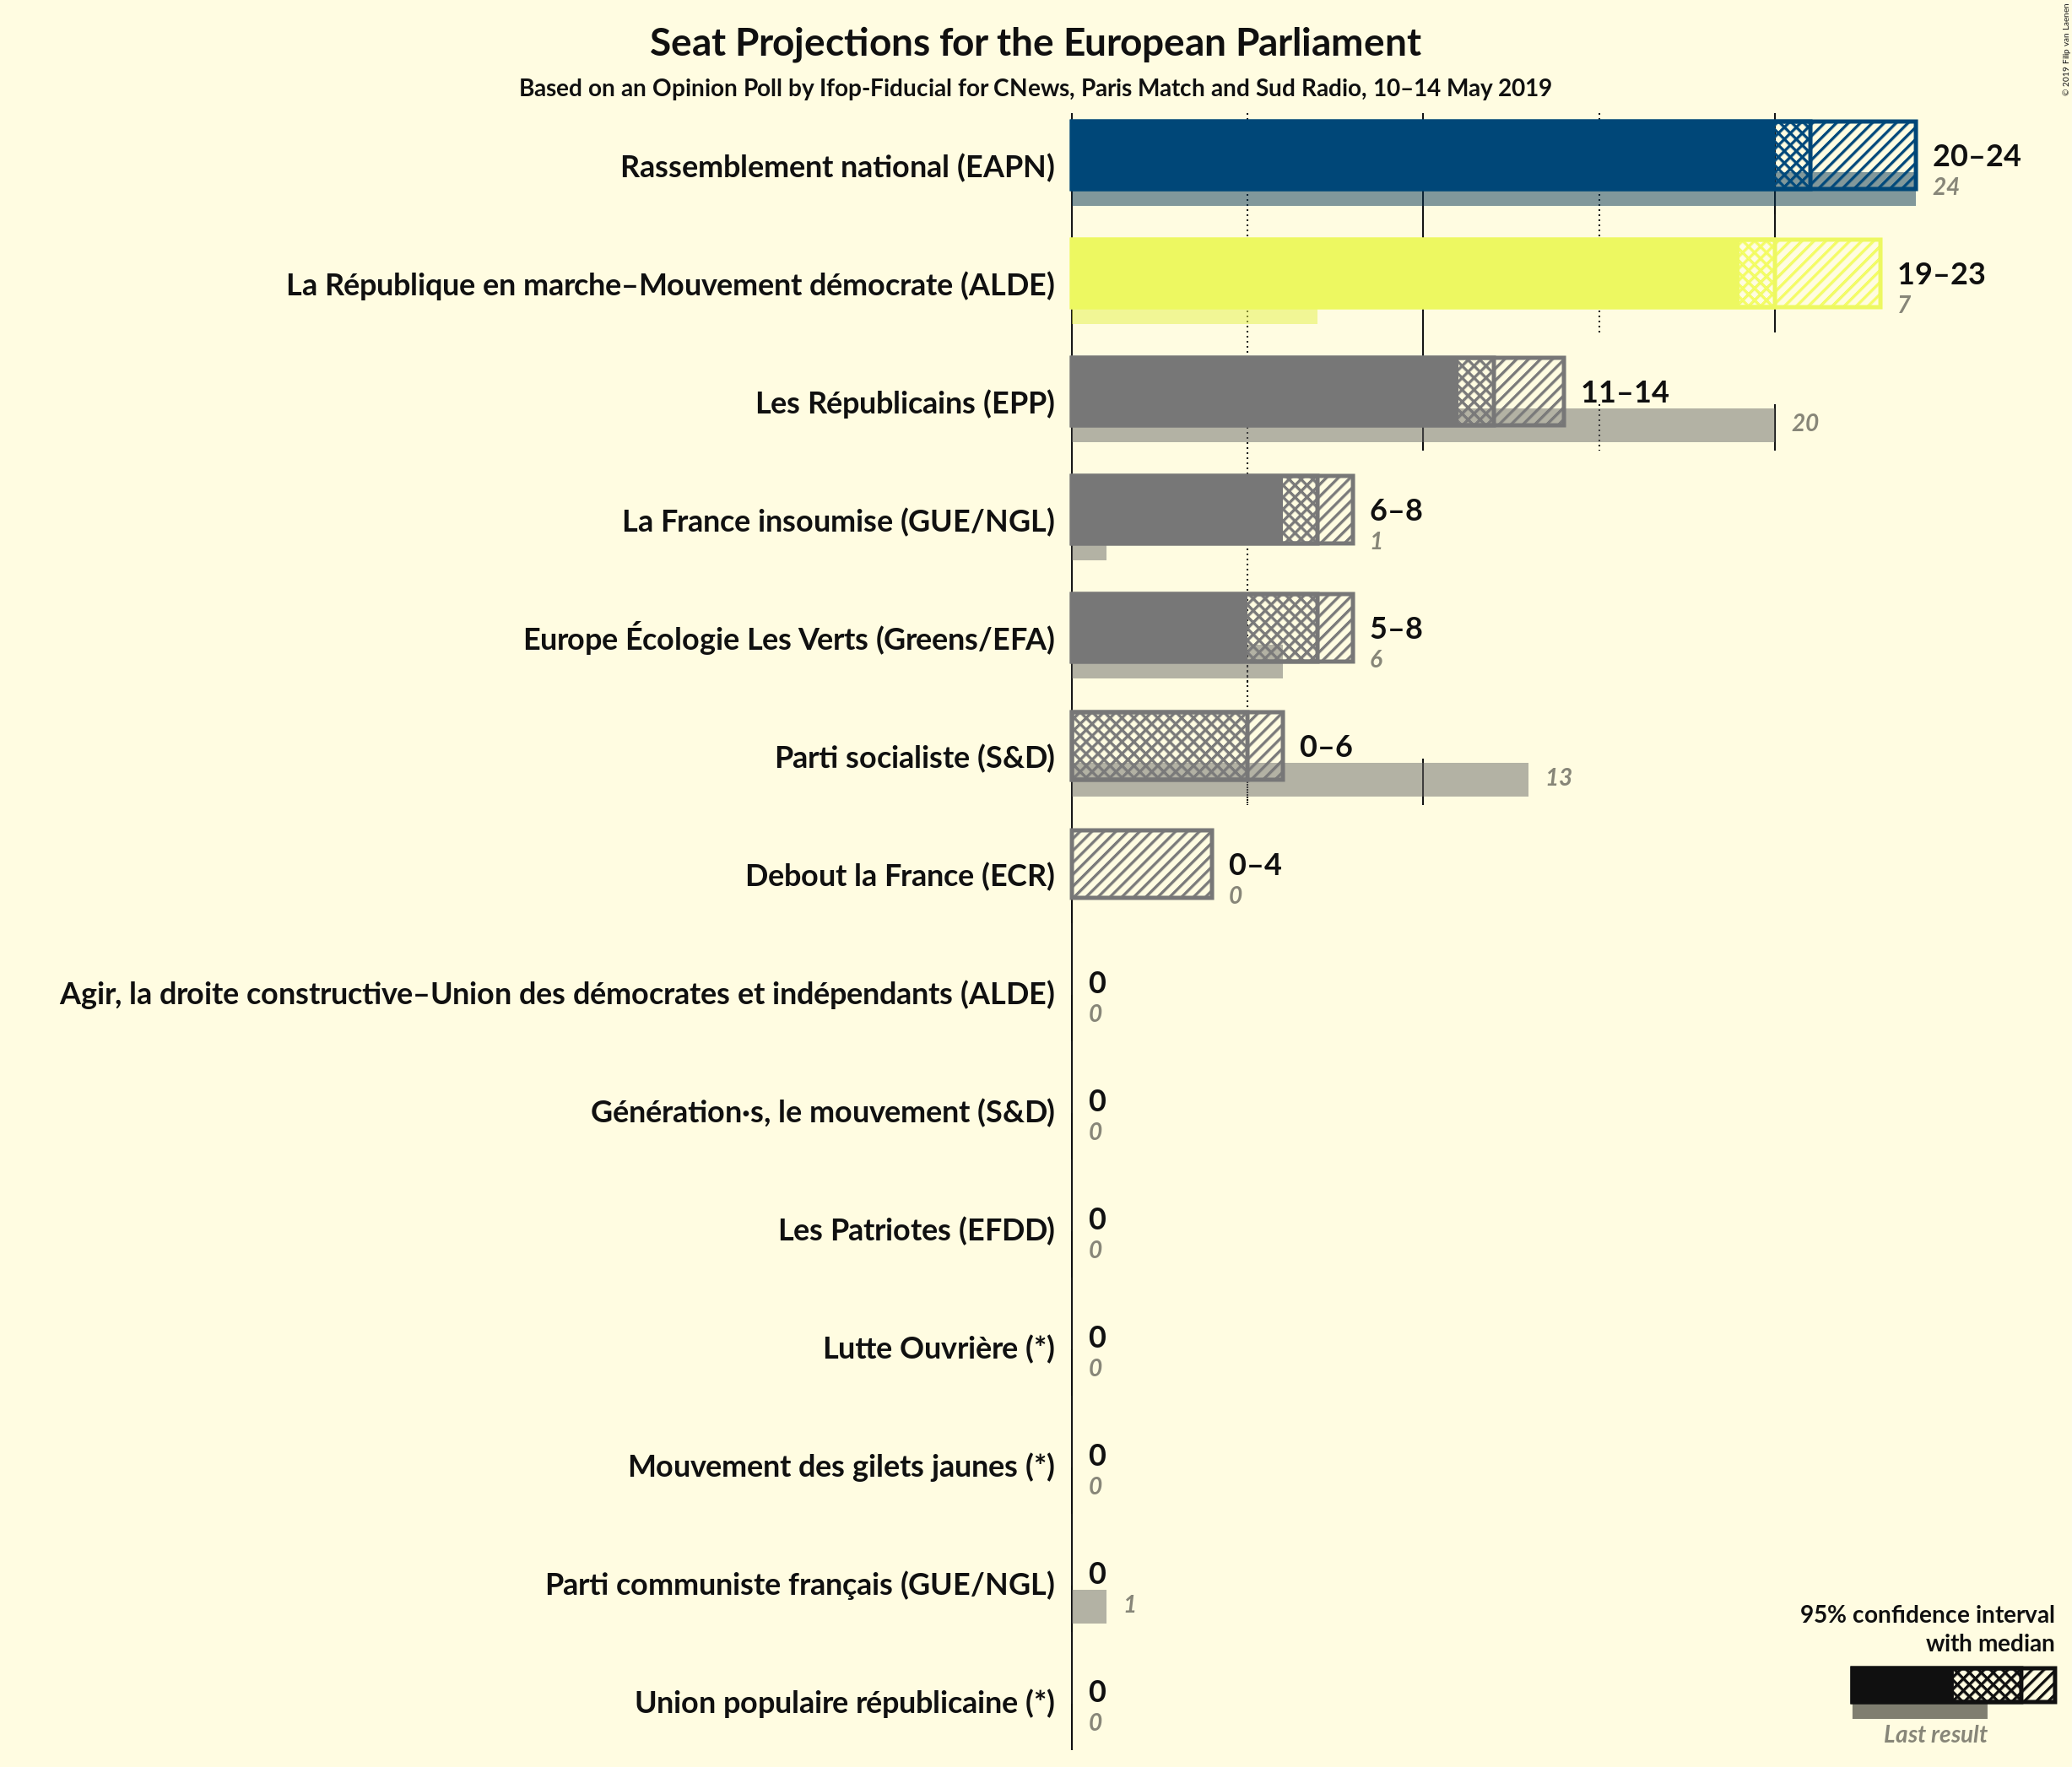 Seat Projections for the European Parliament
Based on an Opinion Poll by Ifop-Fiducial for CNews, Paris Match and Sud Radio, 10–14 May 2019
© 2019 Filip van Laenen
Rassemblement national (EAPN)
20–24
24
La République en marche–Mouvement démocrate (ALDE)
19–23
7
Les Républicains (EPP)
11–14
20
La France insoumise (GUE/NGL)
6–8
1
Europe Écologie Les Verts (Greens/EFA)
5–8
6
Parti socialiste (S&D)
0–6
13
Debout la France (ECR)
0–4
0
Agir, la droite constructive–Union des démocrates et indépendants (ALDE)
0
0
Génération·s, le mouvement (S&D)
0
0
Les Patriotes (EFDD)
0
0
Lutte Ouvrière (*)
0
0
Mouvement des gilets jaunes (*)
0
0
Parti communiste français (GUE/NGL)
0
1
Union populaire républicaine (*)
0
0
95% confidence interval
with median
Last result